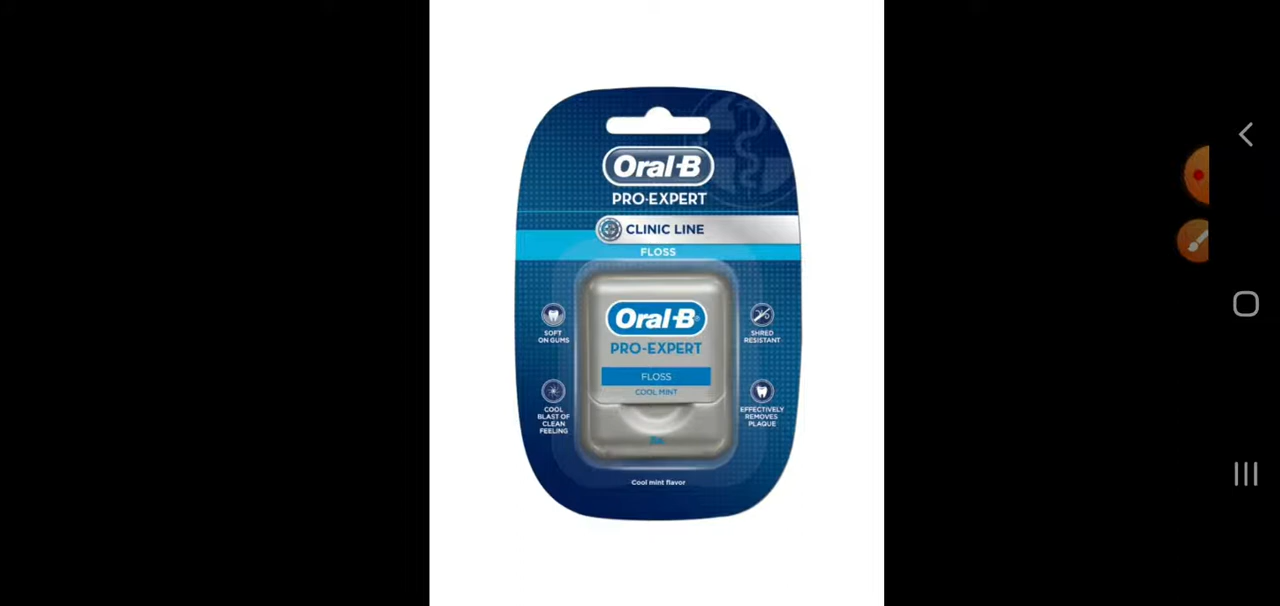 Oral-B
PRO-EXPERT
CLINIC LINE
FLOSS
Oral-B
PRO-EXPERT
FLOSS
COOL MINT
SOFT
ON GUMS
SHRED
RESISTANT
COOL
BLAST OF
CLEAN
FEELING
EFFECTIVELY
REMOVES
PLAQUE
Cool mint flavor